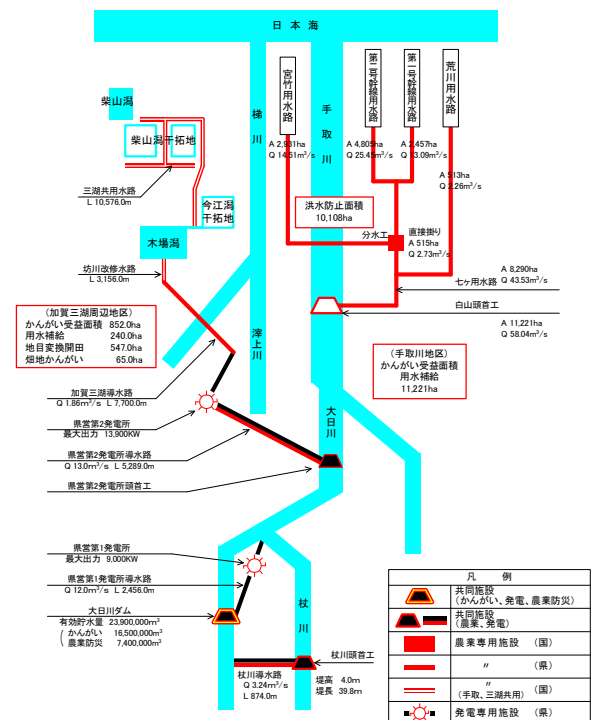 日本海
柴山潟
柴山潟干拓地
三湖共用水路
L 10,576.0m
今江潟
干拓地
木場潟
坊川改修水路
L 3,156.0m
梯川
宮竹用水路
手取川
第二号幹線用水路
第一号幹線用水路
荒川用水路
A 2,931ha
Q 14.51m³/s
A 4,805ha
Q 25.45m³/s
A 2,457ha
Q 13.09m³/s
A 513ha
Q 2.26m³/s
洪水防止面積
10,108ha
分水工
直接掛り
A 515ha
Q 2.73m³/s
A 8,290ha
七ヶ用水路 Q 43.53m³/s
白山頭首工
A 11,221ha
Q 58.04m³/s
(加賀三湖周辺地区)
かんがい受益面積 852.0ha
用水補給 240.0ha
地目変換開田 547.0ha
畑地かんがい 65.0ha
滓上川
(手取川地区)
かんがい受益面積
用水補給
11,221ha
加賀三湖導水路
Q 1.86m³/s L 7,700.0m
県営第2発電所
最大出力 13,900KW
県営第2発電所導水路
Q 13.0m³/s L 5,289.0m
県営第2発電所頭首工
大日川
県営第1発電所
最大出力 9,000KW
県営第1発電所導水路
Q 12.0m³/s L 2,456.0m
大日川ダム
有効貯水量 23,900,000m³
( かんがい 16,500,000m³
農業防災 7,400,000m³
杖川
杖川頭首工
堤高 4.0m
堤長 39.8m
杖川導水路
Q 3.24m³/s
L 874.0m
凡 例
共同施設
(かんがい、発電、農業防災)
共同施設
(農業、発電)
農業専用施設 (国)
〃 (県)
〃 (国)
(手取、三湖共用)
発電専用施設 (県)